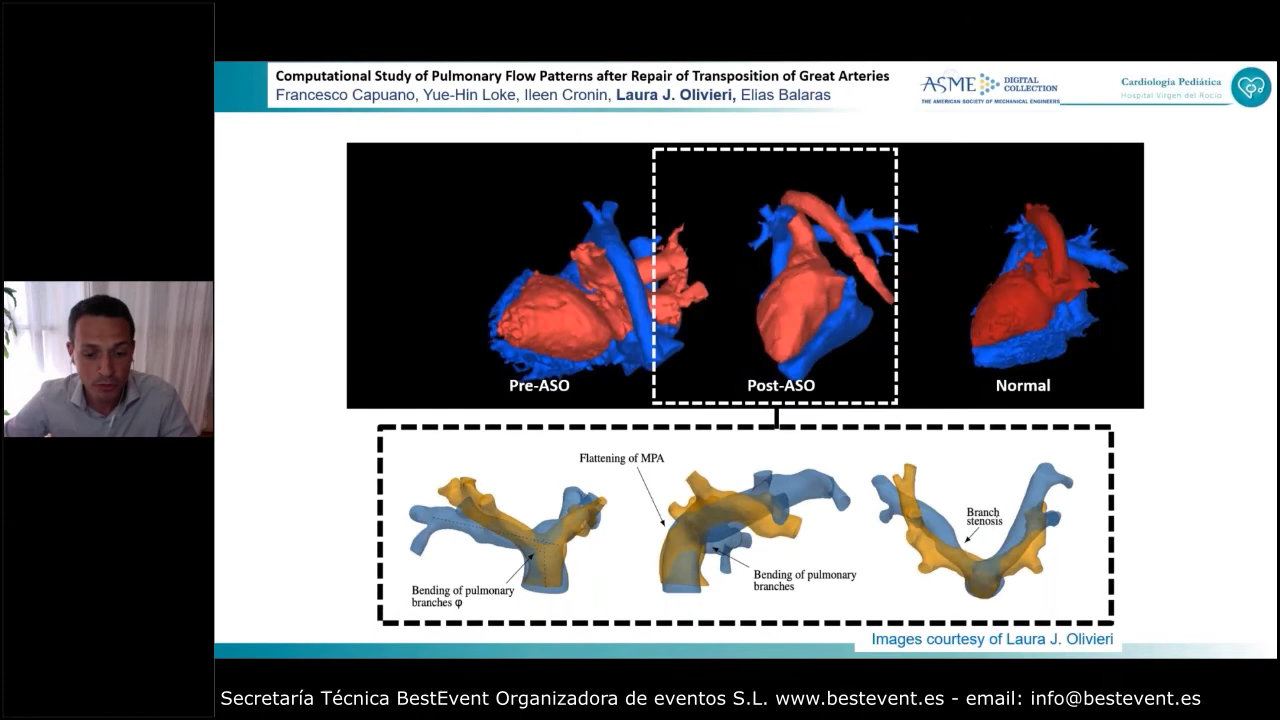 Computational Study of Pulmonary Flow Patterns after Repair of Transposition of Great Arteries
Francesco Capuano, Yue-Hin Loke, Ileen Cronin, Laura J. Olivieri, Elias Balaras
ASME DIGITAL
COLLECTION
THE AMERICAN SOCIETY OF MECHANICAL ENGINEERS
Cardiología Pediátrica
Hospital Virgen del Rocío
Pre-ASO
Post-ASO
Normal
Flattening of MPA
Bending of pulmonary
branches φ
Bending of pulmonary
branches
Branch
stenosis
Images courtesy of Laura J. Olivieri
Secretaría Técnica BestEvent Organizadora de eventos S.L. www.bestevent.es - email: info@bestevent.es